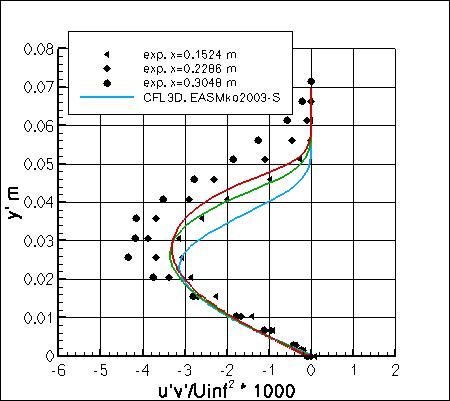 exp. x=0.1524 m
exp. x=0.2286 m
exp. x=0.3048 m
CFL3D, EASMko2003-S
0.08
0.07
0.06
0.05
0.04
0.03
0.02
0.01
0
y' m
-6 -5 -4 -3 -2 -1 0 1 2
u'v'/Uinf² * 1000